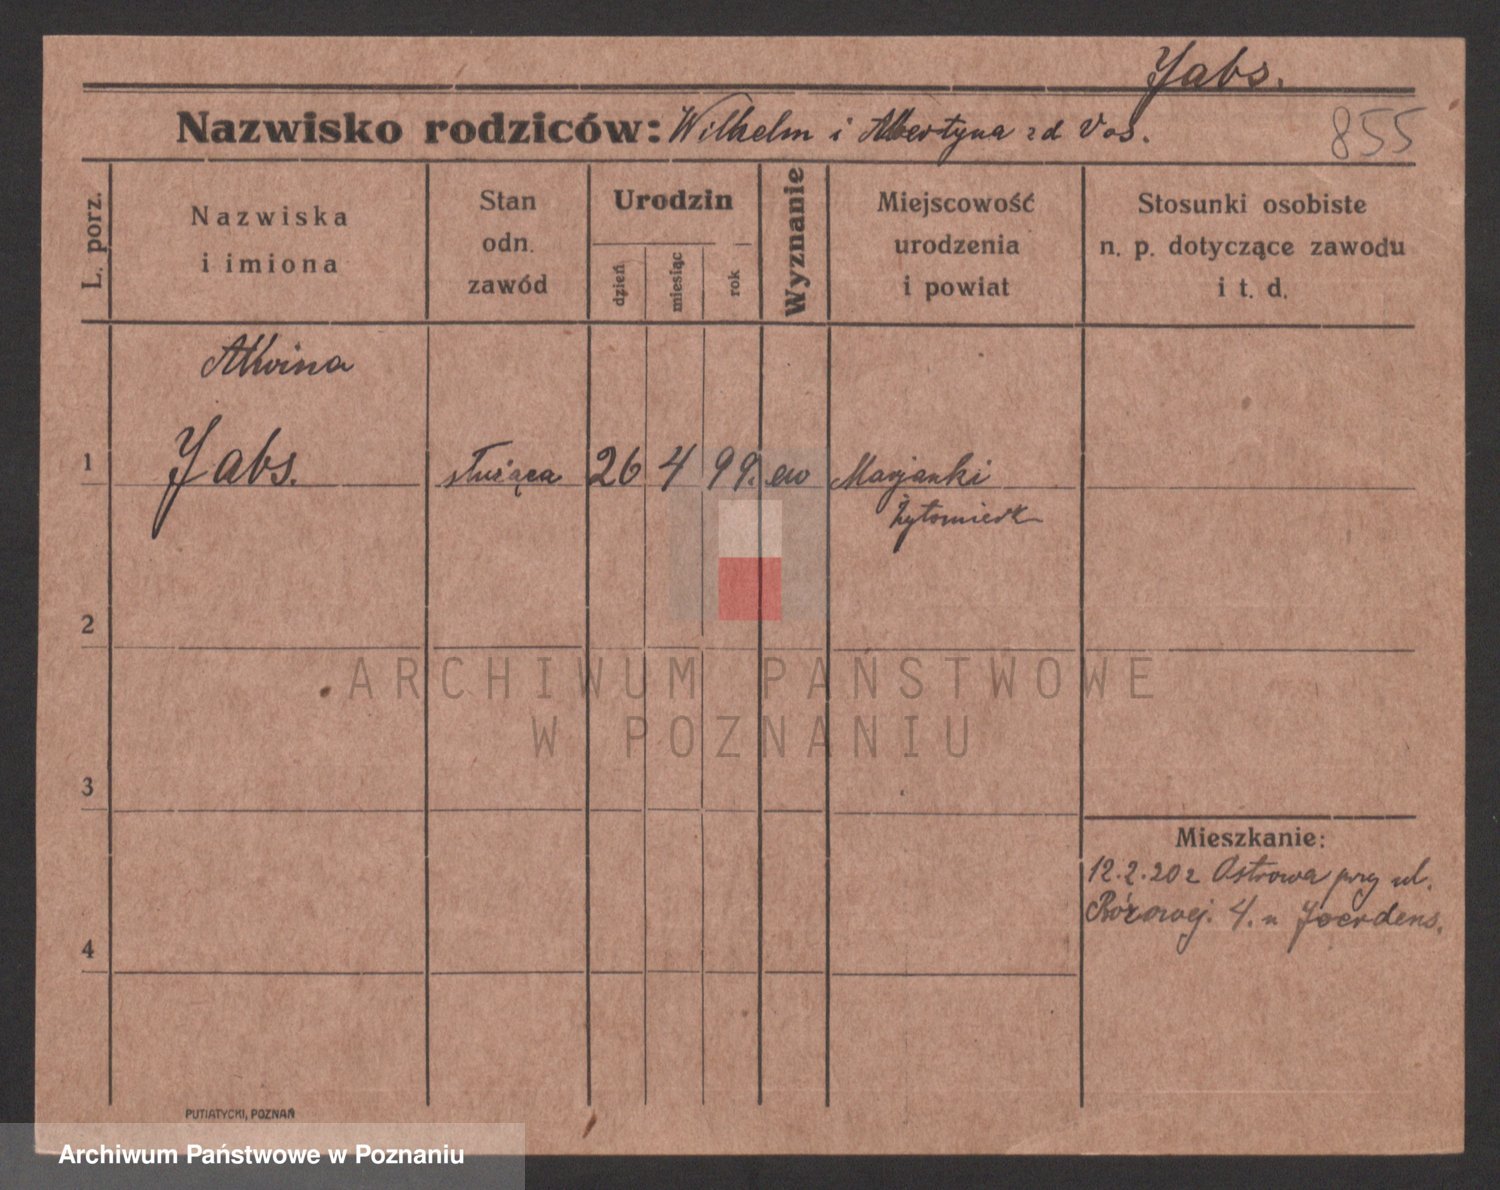 Jabs.
Nazwisko rodziców: Wilhelm i Albertyna zd Vos.
855
L. porz.
Nazwiska
i imiona
Stan
odn.
zawód
Urodzin
dzień
miesiąc
rok
Wyznanie
Miejscowość
urodzenia
i powiat
Stosunki osobiste
n. p. dotyczące zawodu
i t. d.
Alwina
1 Jabs. służąca 26 4 99. ew Marjanki
Żytomiersk
2
ARCHIWUM PAŃSTWOWE
W POZNANIU
3
Mieszkanie:
12.2.20 z Ostrowa przy ul.
Różowej. 4. u Joerdens.
4
PUTIATYCKI, POZNAŃ
Archiwum Państwowe w Poznaniu